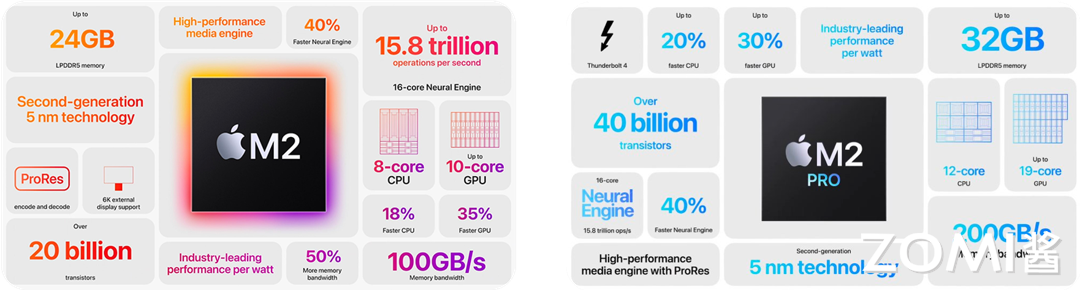 Up to
24GB
LPDDR5 memory
High-performance
media engine
40%
Faster Neural Engine
Up to
15.8 trillion
operations per second
16-core Neural Engine
Second-generation
5 nm technology
M2
8-core
CPU
Up to
10-core
GPU
ProRes
encode and decode
6K external
display support
18%
Faster CPU
35%
Faster GPU
Over
20 billion
transistors
Industry-leading
performance per watt
50%
More memory
bandwidth
100GB/s
Memory bandwidth
Thunderbolt 4
Up to
20%
faster CPU
Up to
30%
faster GPU
Industry-leading
performance
per watt
Up to
32GB
LPDDR5 memory
Over
40 billion
transistors
M2
PRO
12-core
CPU
Up to
19-core
GPU
16-core
Neural
Engine
15.8 trillion ops/s
40%
Faster Neural Engine
200GB/s
Memory bandwidth
High-performance
media engine with ProRes
Second-generation
5 nm technology
ZOMI酱